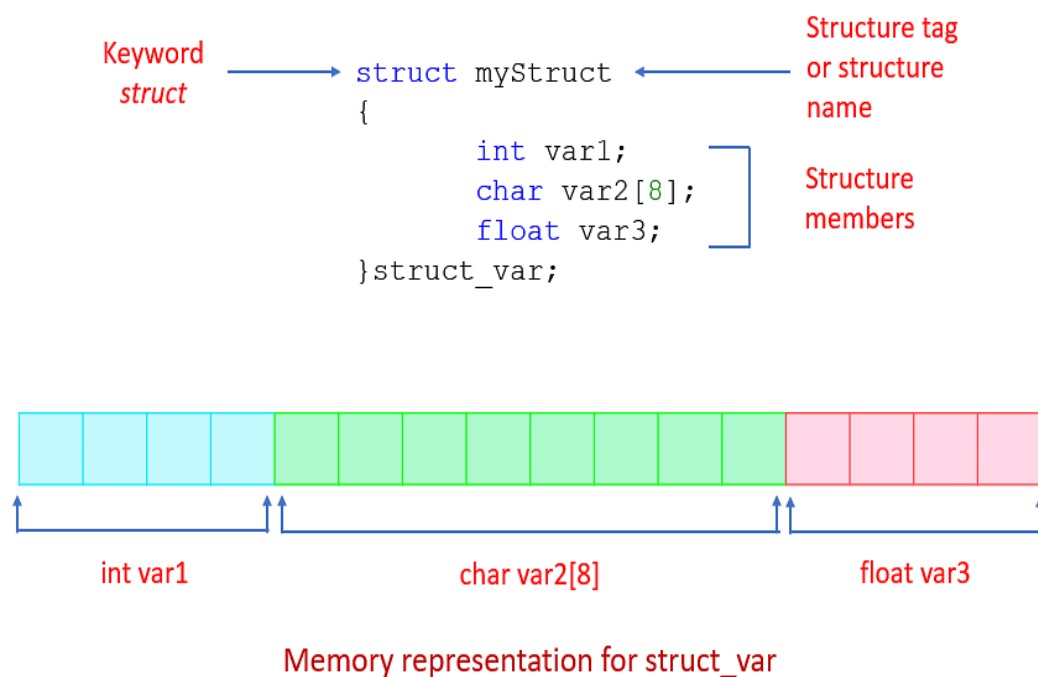 Keyword
struct
struct myStruct
Structure tag
or structure
name
{
int var1;
char var2[8];
float var3;
Structure
members
}struct_var;
int var1
char var2[8]
float var3
Memory representation for struct_var